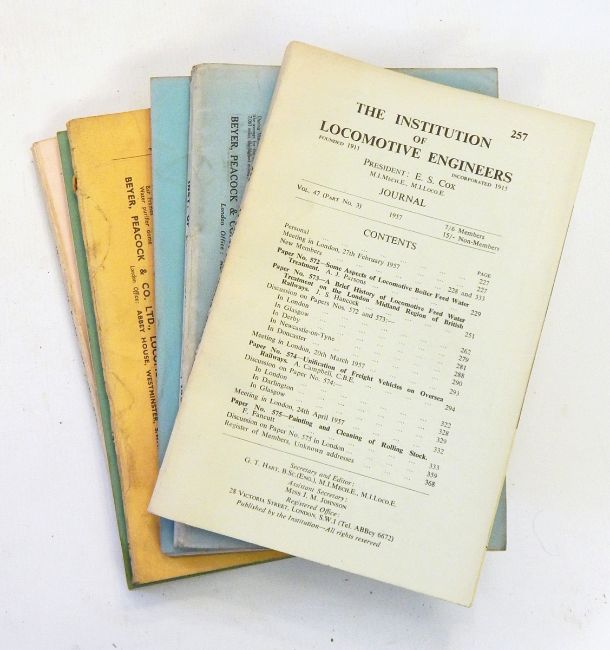 257
THE INSTITUTION
OF
LOCOMOTIVE ENGINEERS
FOUNDED 1911 INCORPORATED 1915
PRESIDENT: E. S. COX
M.I.MECH.E., M.I.LOCO.E.
JOURNAL
VOL. 47 (PART NO. 3) 1957 7/6 Members
15/- Non-Members
CONTENTS
PAGE
Personal ... 227
Meeting in London, 27th February 1957 ... 227
New Members ... 228 and 333
Paper No. 572—Some Aspects of Locomotive Boiler Feed Water
Treatment. A. J. Parsons ... 229
Paper No. 573—A Brief History of Locomotive Feed Water
Treatment on the London Midland Region of British
Railways. J. S. Hancock ... 251
Discussion on Papers Nos. 572 and 573:—
In London ... 262
In Glasgow ... 279
In Derby ... 281
In Newcastle-on-Tyne ... 288
In Doncaster ... 290
Meeting in London, 20th March 1957 ... 293
Paper No. 574—Unification of Freight Vehicles on Oversea
Railways. A. Campbell, C.B.E. ... 294
Discussion on Paper No. 574:—
In London ... 322
In Darlington ... 328
In Glasgow ... 329
Meeting in London, 24th April 1957 ... 332
Paper No. 575—Painting and Cleaning of Rolling Stock.
F. Fancutt ... 333
Discussion on Paper No. 575 in London ... 359
Register of Members, Unknown addresses ... 368
Secretary and Editor:
G. T. HART, B.SC.(ENG.), M.I.MECH.E., M.I.LOCO.E.
Assistant Secretary:
MISS J. M. JOHNSON
Registered Office:
28 VICTORIA STREET, LONDON, S.W.1 (Tel. ABBey 6672)
Published by the Institution—All rights reserved
BEYER, PEACOCK &
London Office:
BEYER, PEACOCK & CO. LTD.,
London Office: ABBEY HOUSE, WESTMINSTER, S.W.